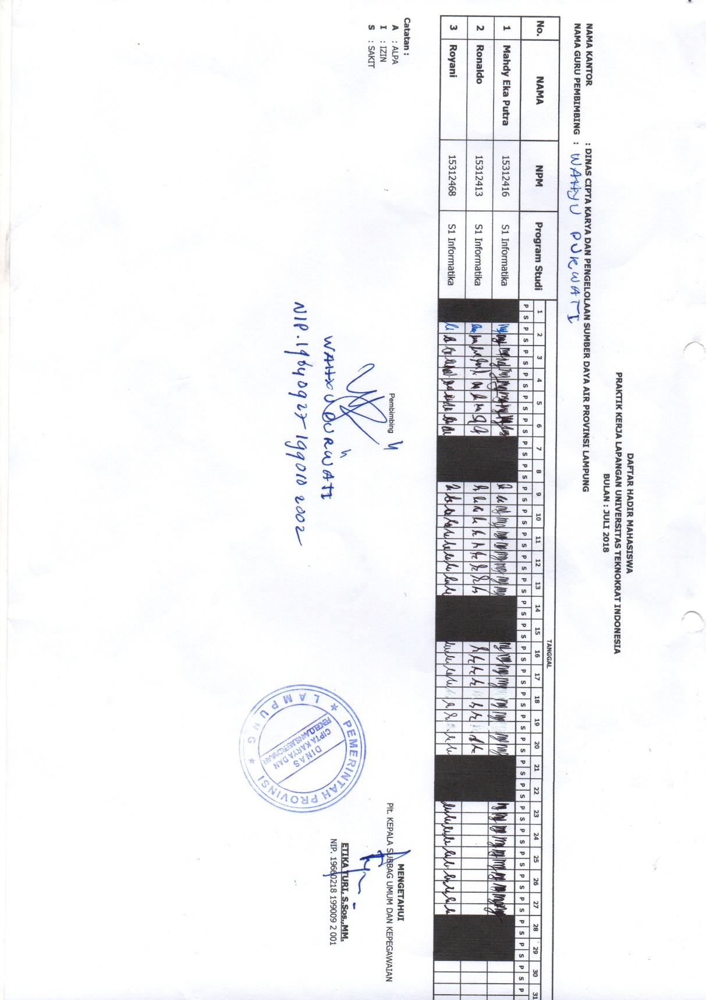 DAFTAR HADIR MAHASISWA
PRAKTIK KERJA LAPANGAN UNIVERSITAS TEKNOKRAT INDONESIA
BULAN : JULI 2018
NAMA KANTOR : DINAS CIPTA KARYA DAN PENGELOLAAN SUMBER DAYA AIR PROVINSI LAMPUNG
NAMA GURU PEMBIMBING : WAHYU PURWATI
No. NAMA NPM Program Studi TANGGAL
1 2 3 4 5 6 7 8 9 10 11 12 13 14 15 16 17 18 19 20 21 22 23 24 25 26 27 28 29 30 31
P S P S P S P S P S P S P S P S P S P S P S P S P S P S P S P S P S P S P S P S P S P S P S P S P S P S P S P S P S P S P
1 Mahdy Eka Putra 15312416 S1 Informatika
2 Ronaldo 15312413 S1 Informatika
3 Royani 15312468 S1 Informatika
Catatan :
A : ALPA
I : IZIN
S : SAKIT
Pembimbing
WAHYU PURWATI
NIP. 19640927 199010 2002
MENGETAHUI
Plt. KEPALA SUBBAG UMUM DAN KEPEGAWAIAN
ETIKA TURI, S.Sos.,MM.
NIP. 19660218 199009 2 001
PEMERINTAH PROVINSI
LAMPUNG
DINAS
CIPTA KARYA DAN
PENGELOLAAN SUMBER DAYA AIR